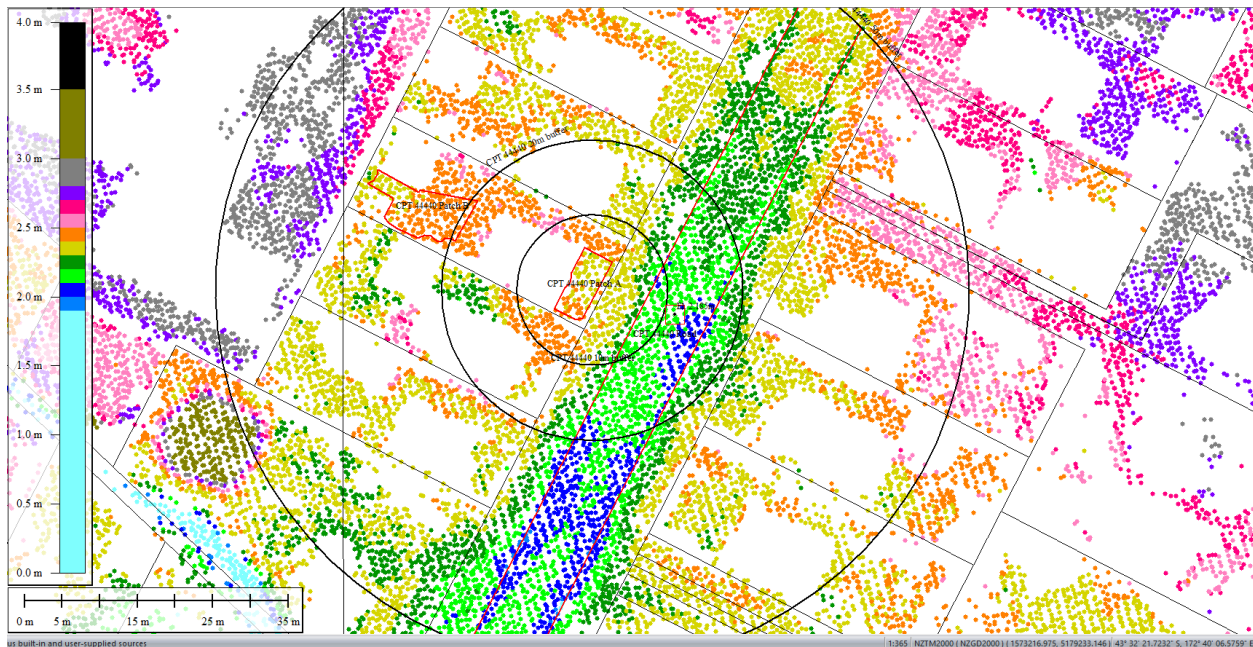 4.0 m
3.5 m
3.0 m
2.5 m
2.0 m
1.5 m
1.0 m
0.5 m
0.0 m
CPT 44440 20m buffer
CPT 44440 Patch B
CPT 44440 Patch A
CPT 44440
CPT 44440 10m buffer
buffer
0 m 5 m 15 m 25 m 35 m
us built-in and user-supplied sources
1:365 NZTM2000 ( NZGD2000 ) ( 1573216.975, 5179233.146 ) 43° 32' 21.7232" S, 172° 40' 06.5759" E